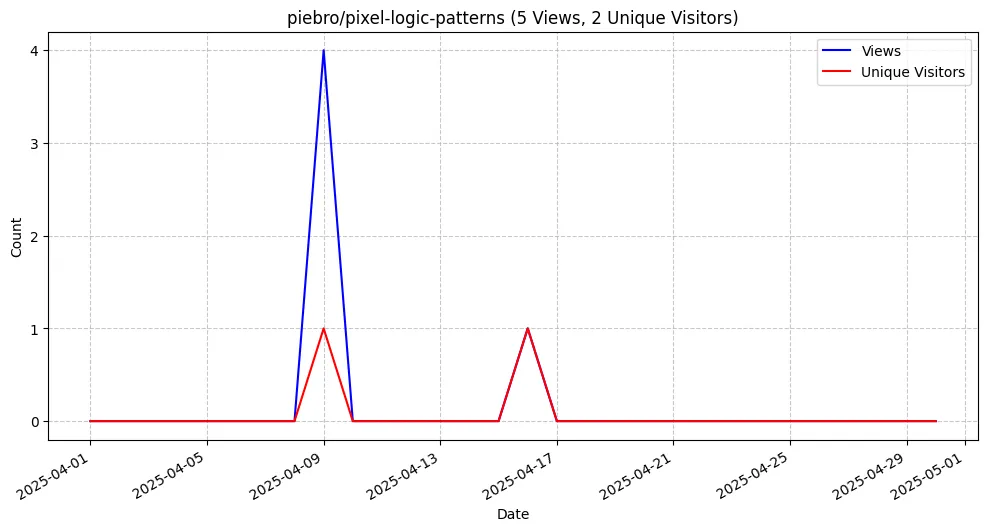 piebro/pixel-logic-patterns (5 Views, 2 Unique Visitors)
Views
Unique Visitors
Count
4
3
2
1
0
2025-04-01
2025-04-05
2025-04-09
2025-04-13
2025-04-17
2025-04-21
2025-04-25
2025-04-29
2025-05-01
Date